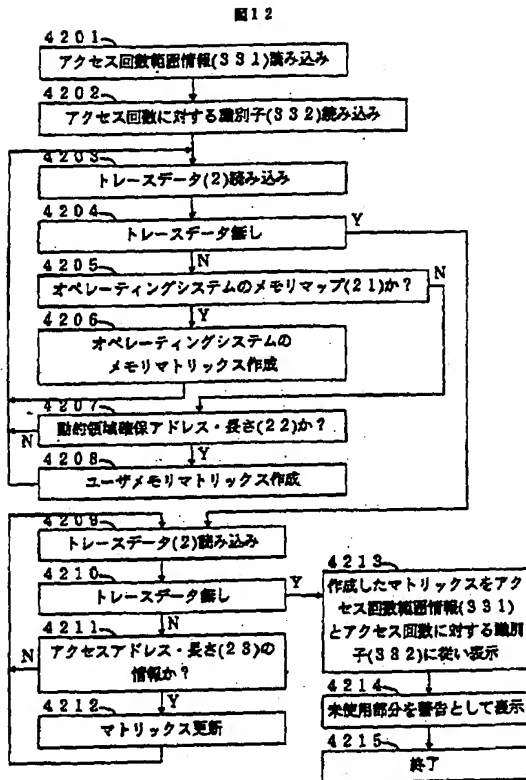 図12
4201
アクセス回数範囲情報(331)読み込み
4202
アクセス回数に対する識別子(332)読み込み
4203
トレースデータ(2)読み込み
4204
トレースデータ無し
Y
N
4205
オペレーティングシステムのメモリマップ(21)か?
N
4206
Y
オペレーティングシステムの
メモリマトリックス作成
4207
動的領域確保アドレス・長さ(22)か?
N
4208
Y
ユーザメモリマトリックス作成
4209
トレースデータ(2)読み込み
4210
トレースデータ無し
Y
4211
N
アクセスアドレス・長さ(23)の
情報か?
N
4212
Y
マトリックス更新
4213
作成したマトリックスをアク
セス回数範囲情報(331)
とアクセス回数に対する識別
子(332)に従い表示
4214
未使用部分を警告として表示
4215
終了